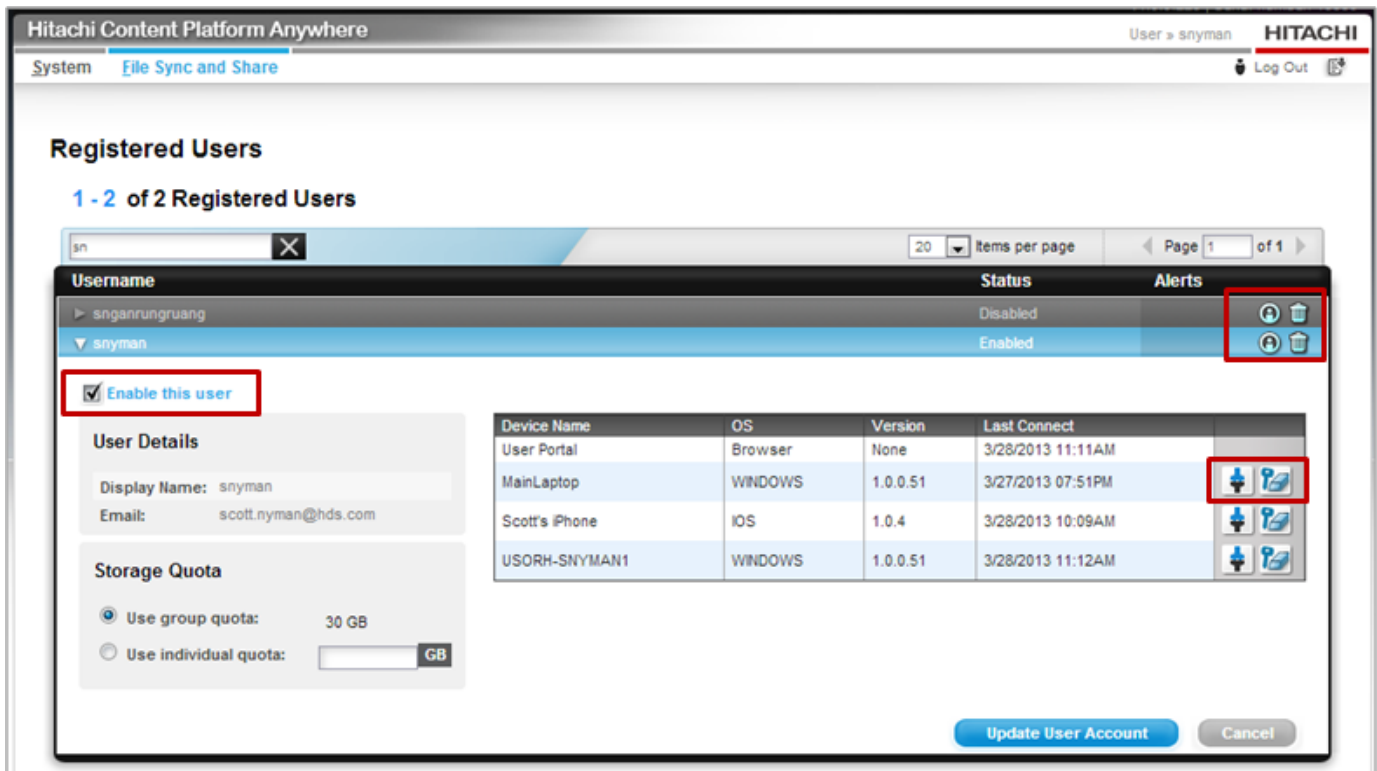 Hitachi Content Platform Anywhere
User » snyman
HITACHI
System File Sync and Share
Log Out
Registered Users
1 - 2 of 2 Registered Users
sn
20 Items per page
Page 1 of 1
Username Status Alerts
snganrungruang Disabled
snyman Enabled
Enable this user
User Details
Display Name: snyman
Email: scott.nyman@hds.com
Storage Quota
Use group quota: 30 GB
Use individual quota: GB
Device Name OS Version Last Connect
User Portal Browser None 3/28/2013 11:11AM
MainLaptop WINDOWS 1.0.0.51 3/27/2013 07:51PM
Scott's iPhone IOS 1.0.4 3/28/2013 10:09AM
USORH-SNYMAN1 WINDOWS 1.0.0.51 3/28/2013 11:12AM
Update User Account Cancel